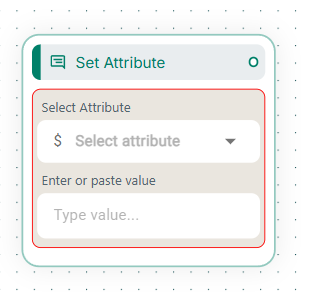 Set Attribute
Select Attribute
$ Select attribute
Enter or paste value
Type value...